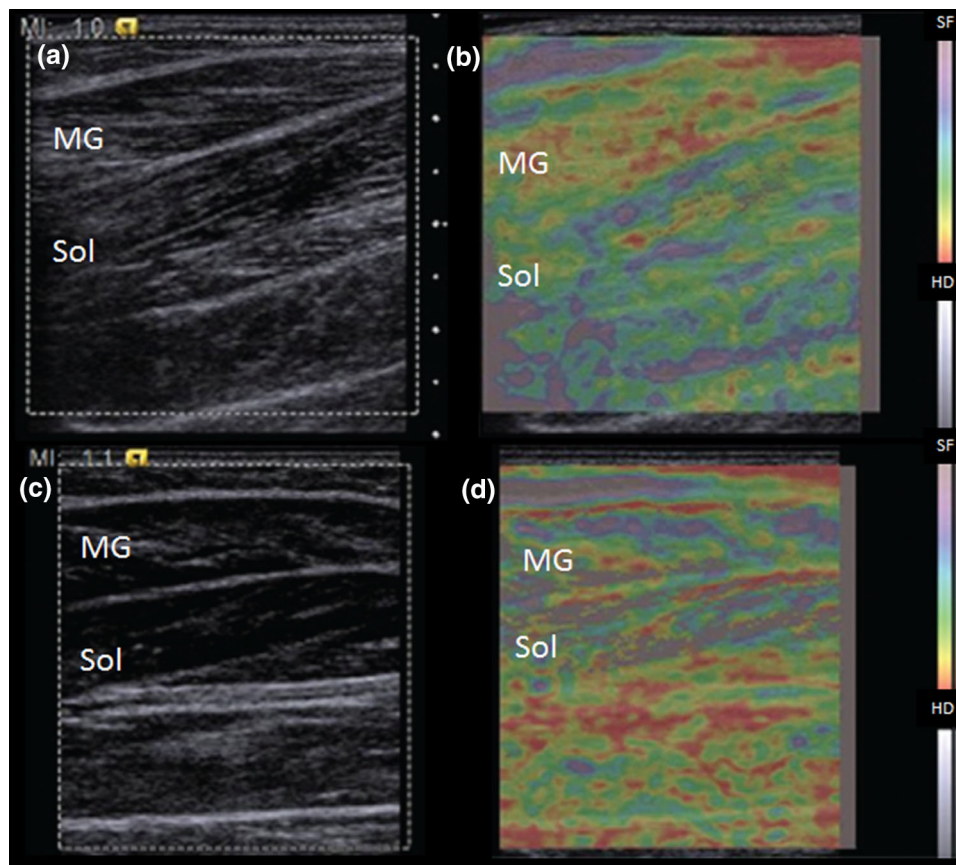 MI: 1.0
(a)
(b)
SF
MG
MG
Sol
Sol
HD
MI: 1.1
SF
(c)
(d)
MG
MG
Sol
Sol
HD